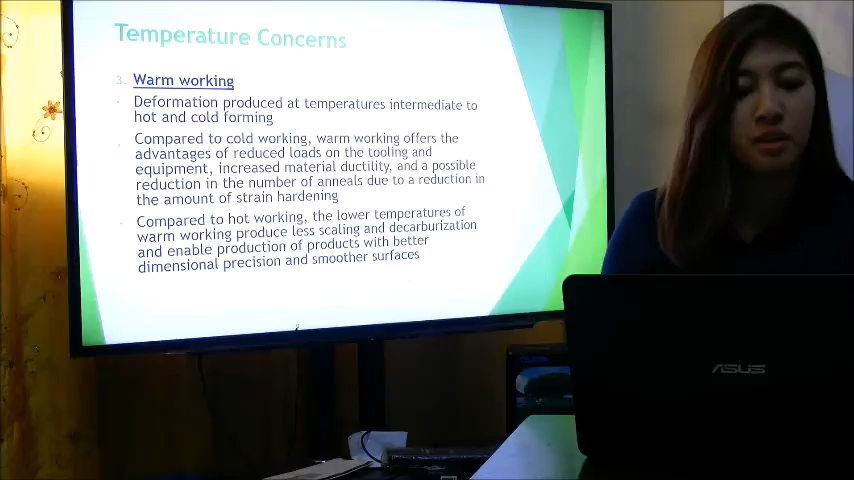 Temperature Concerns
3. Warm working
Deformation produced at temperatures intermediate to
hot and cold forming
Compared to cold working, warm working offers the
advantages of reduced loads on the tooling and
equipment, increased material ductility, and a possible
reduction in the number of anneals due to a reduction in
the amount of strain hardening
Compared to hot working, the lower temperatures of
warm working produce less scaling and decarburization
and enable production of products with better
dimensional precision and smoother surfaces
ASUS